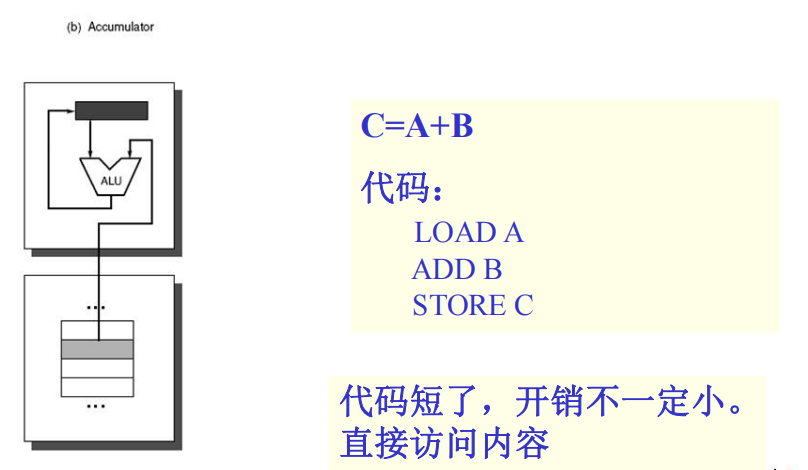 (b) Accumulator
ALU
...
...
C=A+B
代码：
LOAD A
ADD B
STORE C
代码短了，开销不一定小。
直接访问内容